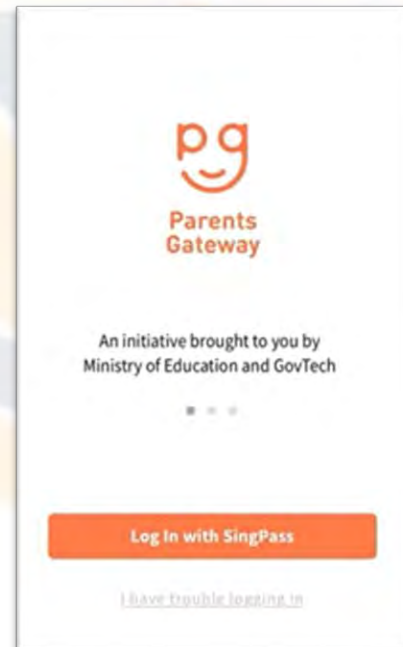 pg
Parents
Gateway
An initiative brought to you by
Ministry of Education and GovTech
Log In with SingPass
I have trouble logging in